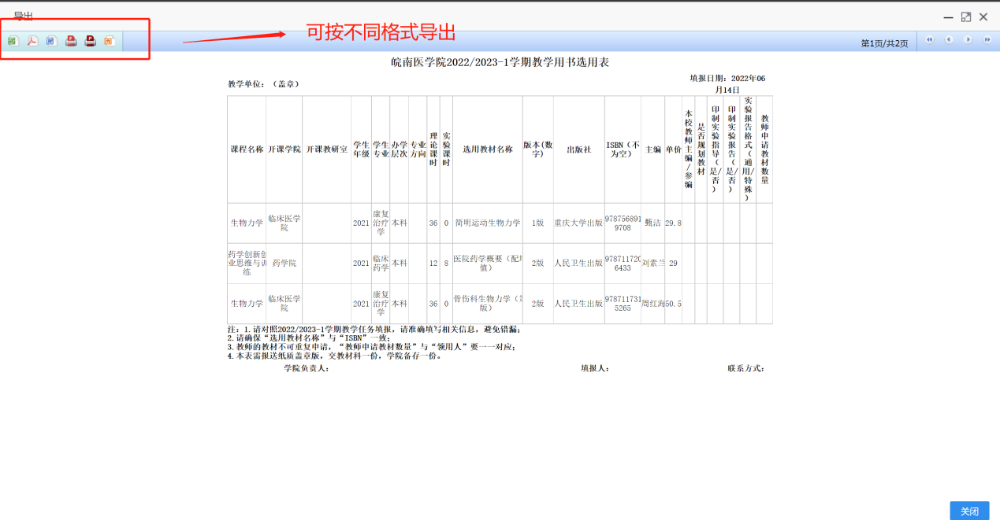 导出
可按不同格式导出
第1页/共2页
皖南医学院2022/2023-1学期教学用书选用表
教学单位：（盖章）
填报日期：2022年06
月14日
课程名称 开课学院 开课教研室 学生年级 学生专业 办学层次 专业方向 理论课时 实验课时 选用教材名称 版本(数字) 出版社 ISBN（不为空） 主编 单价 本校教师主编/参编 是否规划教材 印制实验指导（是/否） 印制实验报告（是/否） 实验报告格式（通用/特殊） 教师申请教材数量
生物力学 临床医学院 2021 康复治疗学 本科 36 0 简明运动生物力学 1版 重庆大学出版 9787568919708 甄洁 29.8
药学创新创业思维与训练 药学院 2021 临床药学 本科 12 8 医院药学概要（配增值） 2版 人民卫生出版 9787117206433 刘素兰 29
生物力学 临床医学院 2021 康复治疗学 本科 36 0 骨伤科生物力学（第版） 2版 人民卫生出版 9787117315265 周红海 50.5
注：1.请对照2022/2023-1学期教学任务填报，请准确填写相关信息，避免错漏；
2.请确保“选用教材名称”与“ISBN”一致；
3.教师的教材不可重复申请，“教师申请教材数量”与“领用人”要一一对应；
4.本表需报送纸质盖章版，交教材科一份，学院备存一份。
学院负责人： 填报人： 联系方式：
关闭